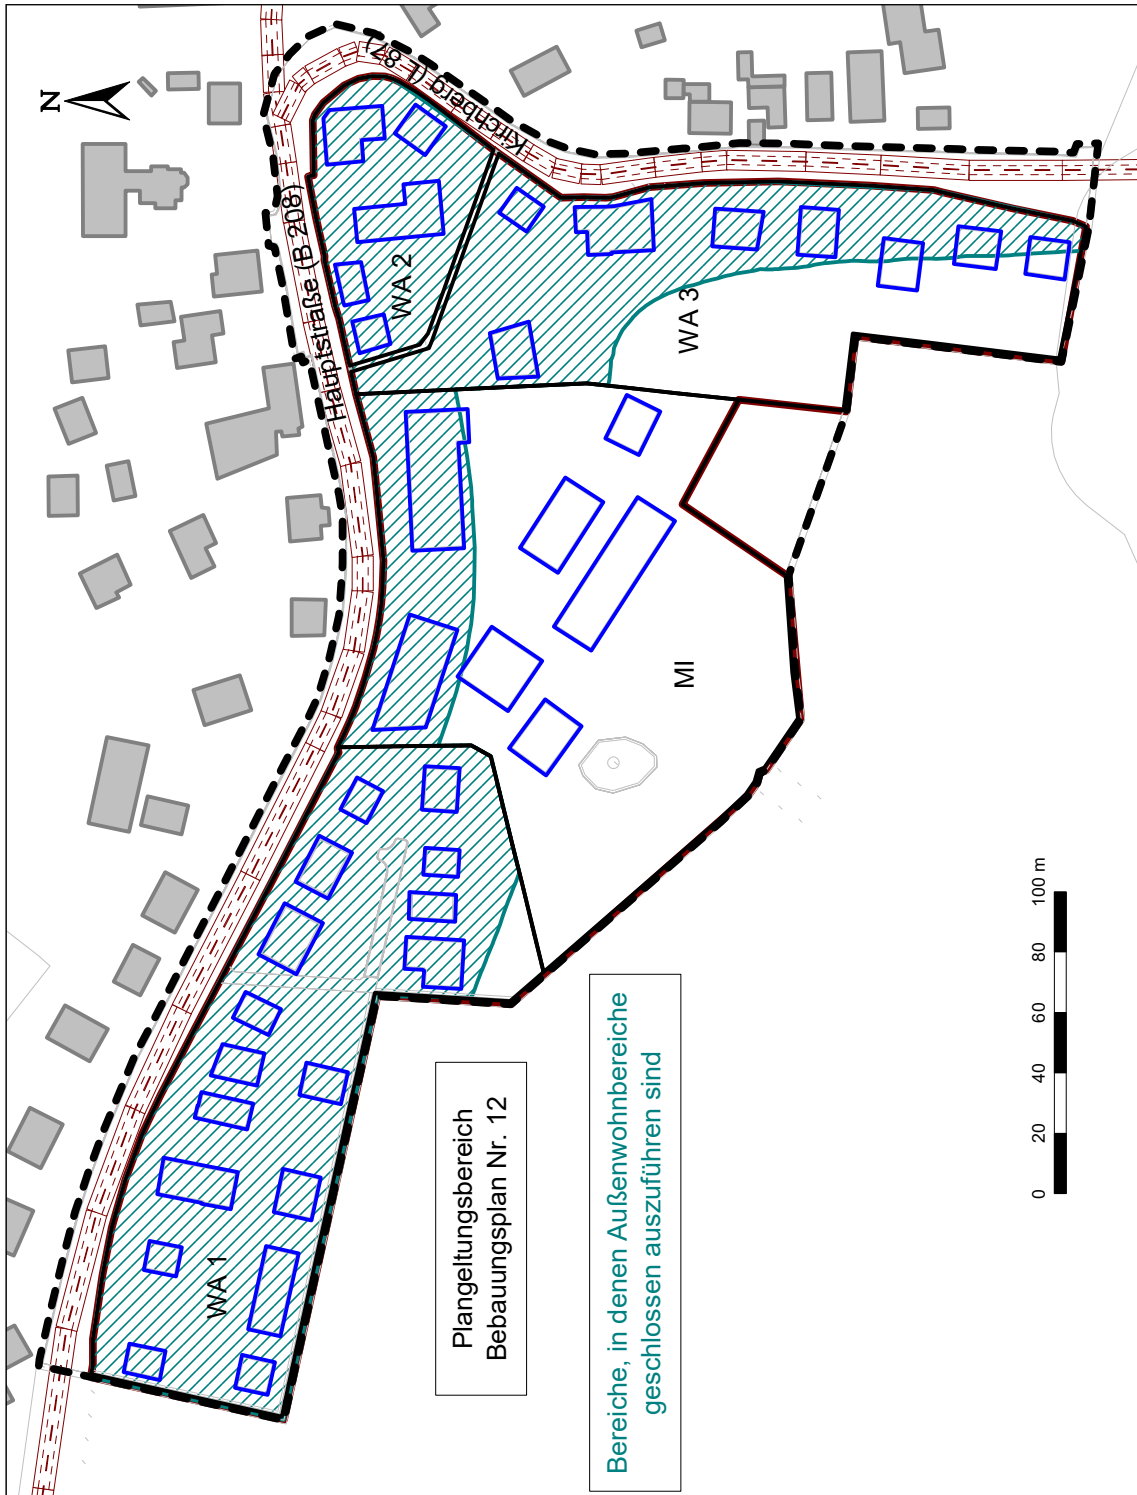 N
Hauptstraße (B 208)
Kirchberg (L 87)
WA 2
WA 3
MI
WA 1
Plangeltungsbereich
Bebauungsplan Nr. 12
Bereiche, in denen Außenwohnbereiche
geschlossen auszuführen sind
0 20 40 60 80 100 m